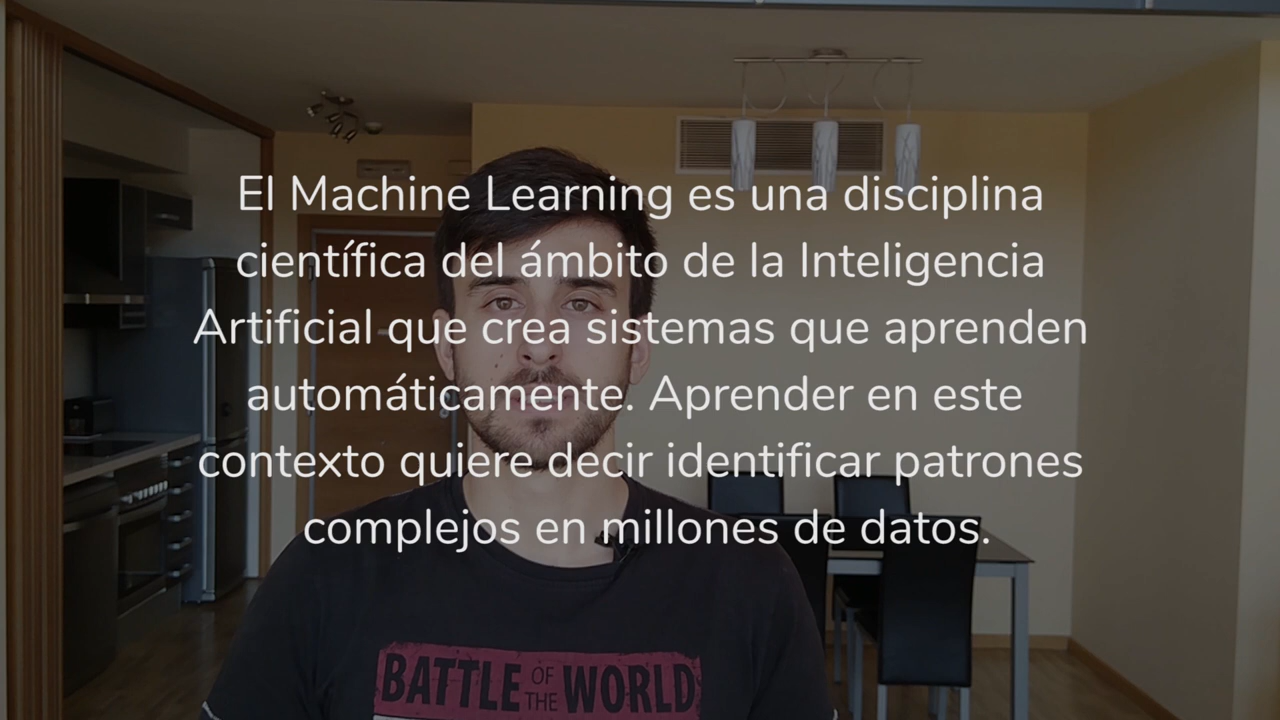 El Machine Learning es una disciplina
científica del ámbito de la Inteligencia
Artificial que crea sistemas que aprenden
automáticamente. Aprender en este
contexto quiere decir identificar patrones
complejos en millones de datos.
BATTLE OF THE WORLD